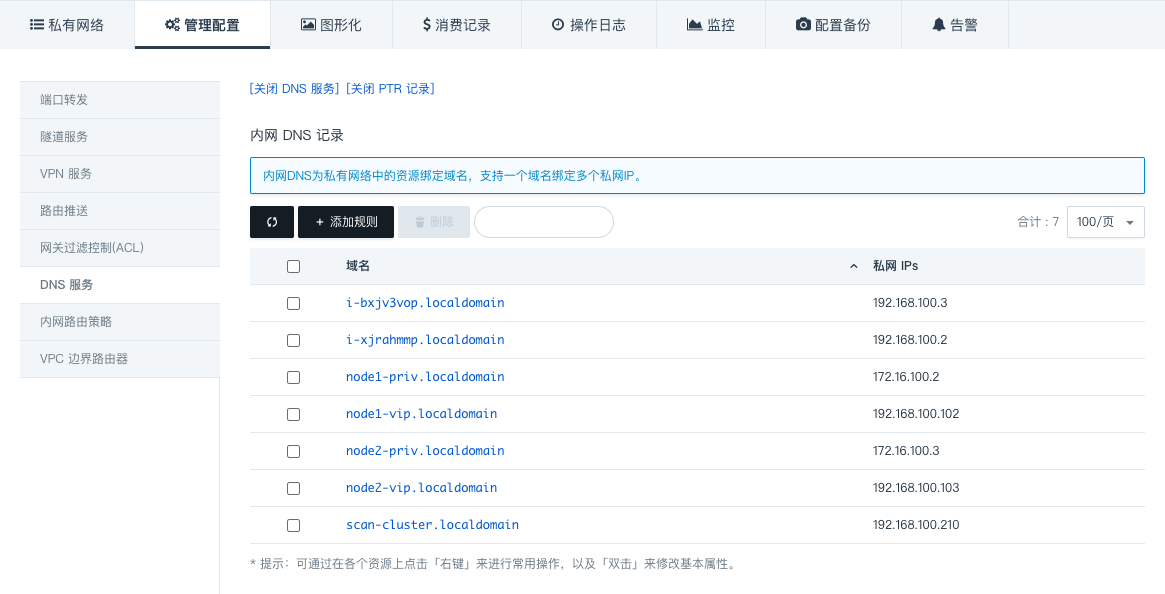 私有网络 管理配置 图形化 $ 消费记录 操作日志 监控 配置备份 告警
端口转发
隧道服务
VPN 服务
路由推送
网关过滤控制(ACL)
DNS 服务
内网路由策略
VPC 边界路由器
[关闭 DNS 服务] [关闭 PTR 记录]
内网 DNS 记录
内网DNS为私有网络中的资源绑定域名，支持一个域名绑定多个私网IP。
+ 添加规则 删除 合计 : 7 100/页
域名 私网 IPs
i-bxjv3vop.localdomain 192.168.100.3
i-xjrahmmp.localdomain 192.168.100.2
node1-priv.localdomain 172.16.100.2
node1-vip.localdomain 192.168.100.102
node2-priv.localdomain 172.16.100.3
node2-vip.localdomain 192.168.100.103
scan-cluster.localdomain 192.168.100.210
* 提示：可通过在各个资源上点击「右键」来进行常用操作，以及「双击」来修改基本属性。